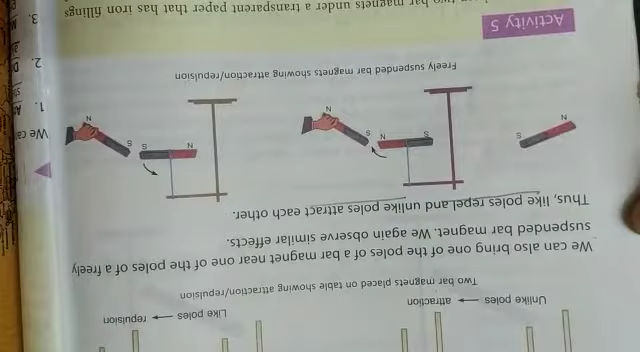 Unlike poles → attraction
Like poles → repulsion
Two bar magnets placed on table showing attraction/repulsion
We can also bring one of the poles of a bar magnet near one of the poles of a freely
suspended bar magnet. We again observe similar effects.
Thus, like poles repel and unlike poles attract each other.
N S
S N S N
N S S N
Freely suspended bar magnets showing attraction/repulsion
Activity 5
two bar magnets under a transparent paper that has iron fillings
We ca
1.
2. D
3.